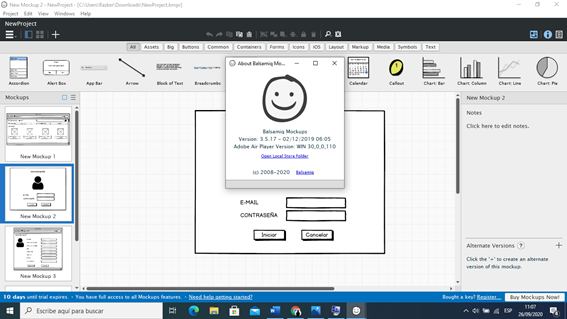 New Mockup 2 - NewProject - [C:\Users\Fasker\Downloads\NewProject.bmpr]
Project Edit View Windows Help
NewProject
All Assets Big Buttons Common Containers Forms Icons iOS Layout Markup Media Symbols Text
Accordion Alert Box App Bar Arrow Block of Text Breadcrumbs Calendar Callout Chart: Bar Chart: Column Chart: Line Chart: Pie
About Balsamiq Mo...
Balsamiq Mockups
Version: 3.5.17 - 02/12/2019 06:05
Adobe Air Player Version: WIN 30,0,0,110
Open Local Store Folder
(c) 2008-2020 Balsamiq
Mockups
New Mockup 1
New Mockup 2
New Mockup 3
E-MAIL
CONTRASEÑA
Iniciar Cancelar
New Mockup 2
Notes
Click here to edit notes.
Alternate Versions ?
Click the '+' to create an alternate version of this mockup.
10 days until trial expires. - You have full access to all Mockups features. - Need help getting started?
Bought a key? Register... Buy Mockups Now!
Escribe aquí para buscar
ESP
11:07
26/09/2020